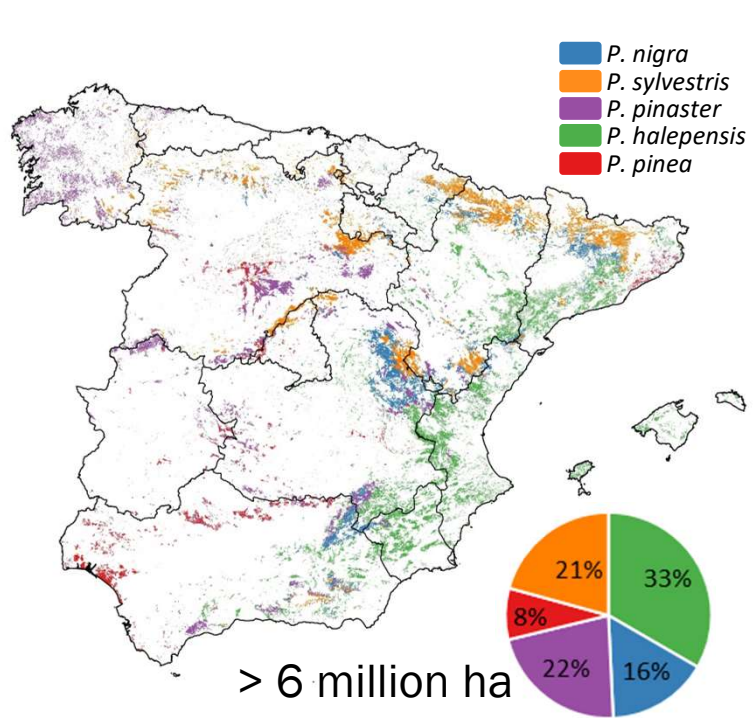 P. nigra
P. sylvestris
P. pinaster
P. halepensis
P. pinea
21%
33%
8%
22%
16%
> 6 million ha